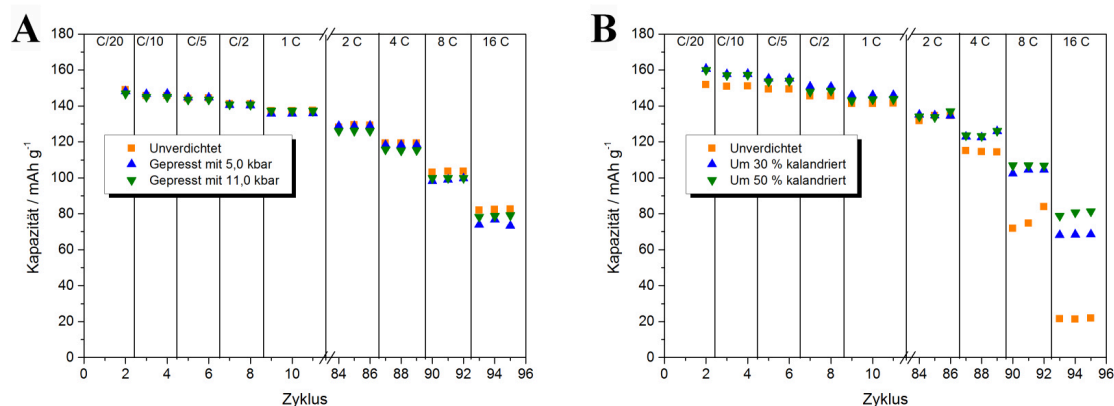 A
180
160
140
120
100
80
60
40
20
0
Kapazität / mAh g⁻¹
C/20 C/10 C/5 C/2 1 C 2 C 4 C 8 C 16 C
Unverdichtet
Gepresst mit 5,0 kbar
Gepresst mit 11,0 kbar
0 2 4 6 8 10 84 86 88 90 92 94 96
Zyklus
B
180
160
140
120
100
80
60
40
20
0
Kapazität / mAh g⁻¹
C/20 C/10 C/5 C/2 1 C 2 C 4 C 8 C 16 C
Unverdichtet
Um 30 % kalandriert
Um 50 % kalandriert
0 2 4 6 8 10 84 86 88 90 92 94 96
Zyklus